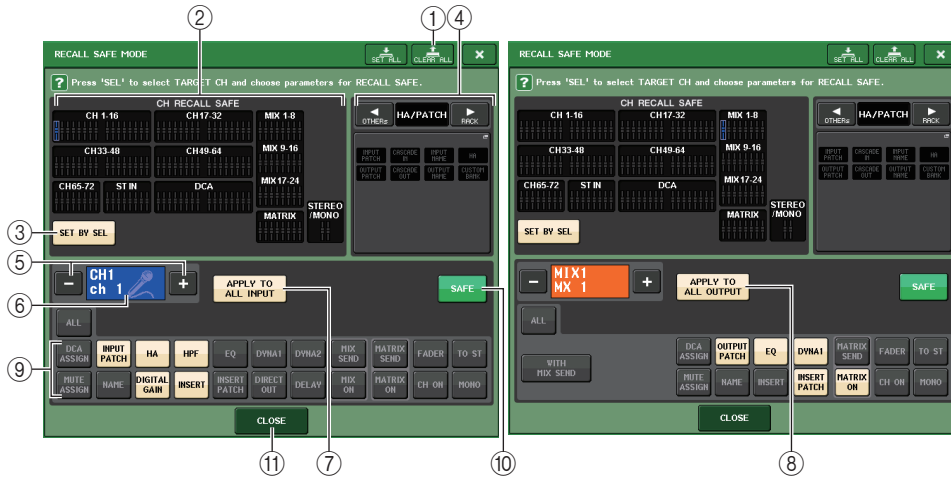 ② ① ④
RECALL SAFE MODE
SET ALL
CLEAR ALL
×
? Press 'SEL' to select TARGET CH and choose parameters for RECALL SAFE.
CH RECALL SAFE
CH 1-16 CH17-32 MIX 1-8
CH33-48 CH49-64 MIX 9-16
CH65-72 ST IN DCA MIX17-24
MATRIX
STEREO
/MONO
OTHERs HA/PATCH RACK
INPUT PATCH CASCADE IN INPUT NAME HA
OUTPUT PATCH CASCADE OUT OUTPUT NAME CUSTOM BANK
③ SET BY SEL
⑤
− CH1 +
ch 1
⑥
APPLY TO
ALL INPUT
SAFE
ALL
⑨
DCA ASSIGN INPUT PATCH HA HPF EQ DYNA1 DYNA2 MIX SEND MATRIX SEND FADER TO ST
MUTE ASSIGN NAME DIGITAL GAIN INSERT INSERT PATCH DIRECT OUT DELAY MIX ON MATRIX ON CH ON MONO
CLOSE
⑪ ⑦ ⑩
RECALL SAFE MODE
SET ALL
CLEAR ALL
×
? Press 'SEL' to select TARGET CH and choose parameters for RECALL SAFE.
CH RECALL SAFE
CH 1-16 CH17-32 MIX 1-8
CH33-48 CH49-64 MIX 9-16
CH65-72 ST IN DCA MIX17-24
MATRIX
STEREO
/MONO
OTHERs HA/PATCH RACK
INPUT PATCH CASCADE IN INPUT NAME HA
OUTPUT PATCH CASCADE OUT OUTPUT NAME CUSTOM BANK
SET BY SEL
− MIX1 +
MX 1
APPLY TO
ALL OUTPUT
SAFE
ALL
WITH
MIX SEND
DCA ASSIGN OUTPUT PATCH EQ DYNA1 MATRIX SEND FADER TO ST
MUTE ASSIGN NAME INSERT INSERT PATCH MATRIX ON CH ON MONO
CLOSE
⑧